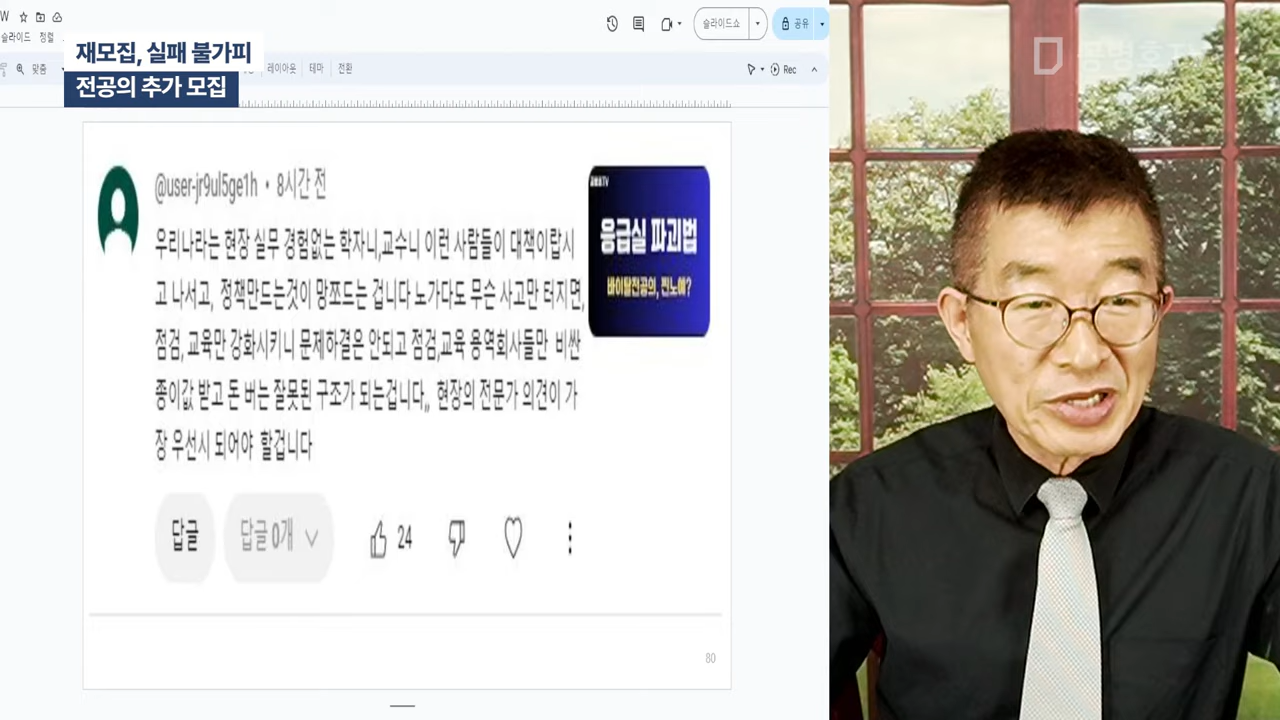 W
슬라이드 정렬
슬라이드쇼
공유
재모집, 실패 불가피
전공의 추가 모집
맞춤
레이아웃
테마
전환
Rec
@user-jr9ul5ge1h • 8시간 전
우리나라는 현장 실무 경험없는 학자니,교수니 이런 사람들이 대책이랍시
고 나서고, 정책만드는것이 망쪼드는 겁니다 노가다도 무슨 사고만 터지면,
점검, 교육만 강화시키니 문제하결은 안되고 점검,교육 용역회사들만 비싼
종이값 받고 돈 버는 잘못된 구조가 되는겁니다,, 현장의 전문가 의견이 가
장 우선시 되어야 할겁니다
응급실 파괴법
바이탈전공의, 찐노예?
답글
답글 0개
24
80